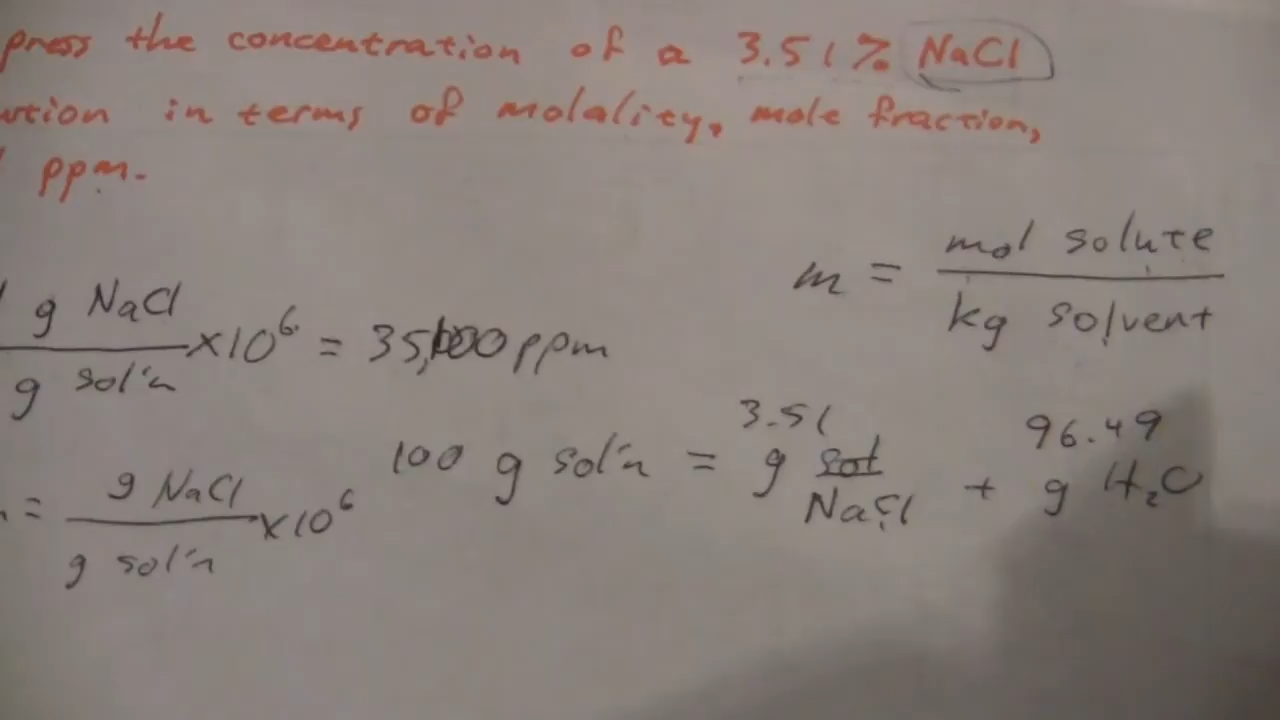 press the concentration of a 3.51% NaCl
ution in terms of molality, mole fraction,
ppm.
m = mol solute
kg solvent
g NaCl
g sol'n
×10⁶ = 35,100 ppm
3.51
96.49
100 g sol'n = g sol + g H₂O
NaCl
= g NaCl
g sol'n
×10⁶